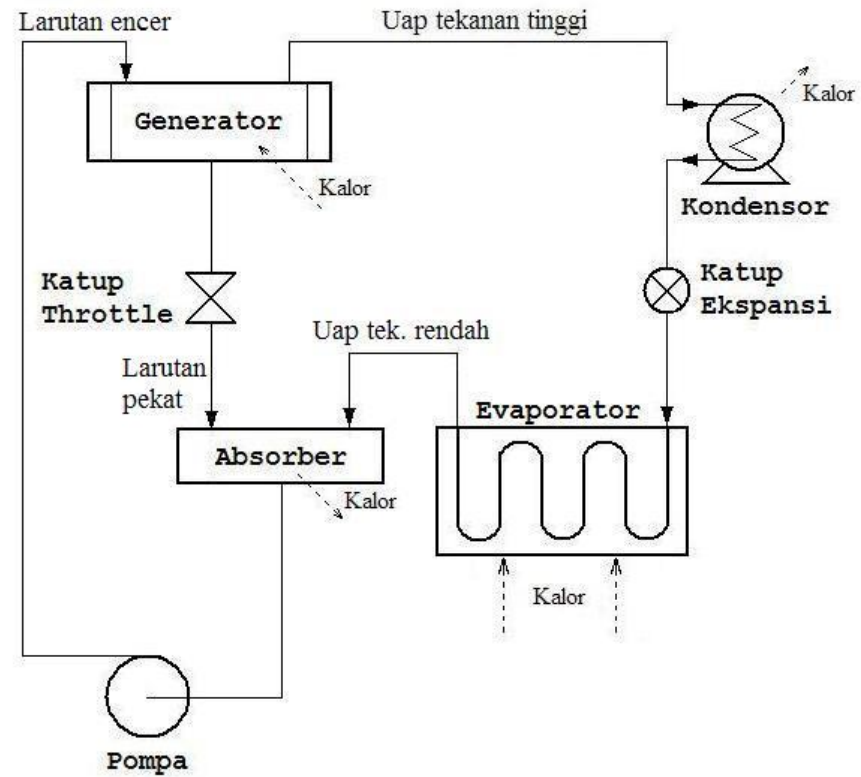 Larutan encer
Uap tekanan tinggi
Kalor
Generator
Kalor
Kondensor
Katup
Throttle
Katup
Ekspansi
Uap tek. rendah
Larutan
pekat
Evaporator
Absorber
Kalor
Kalor
Pompa